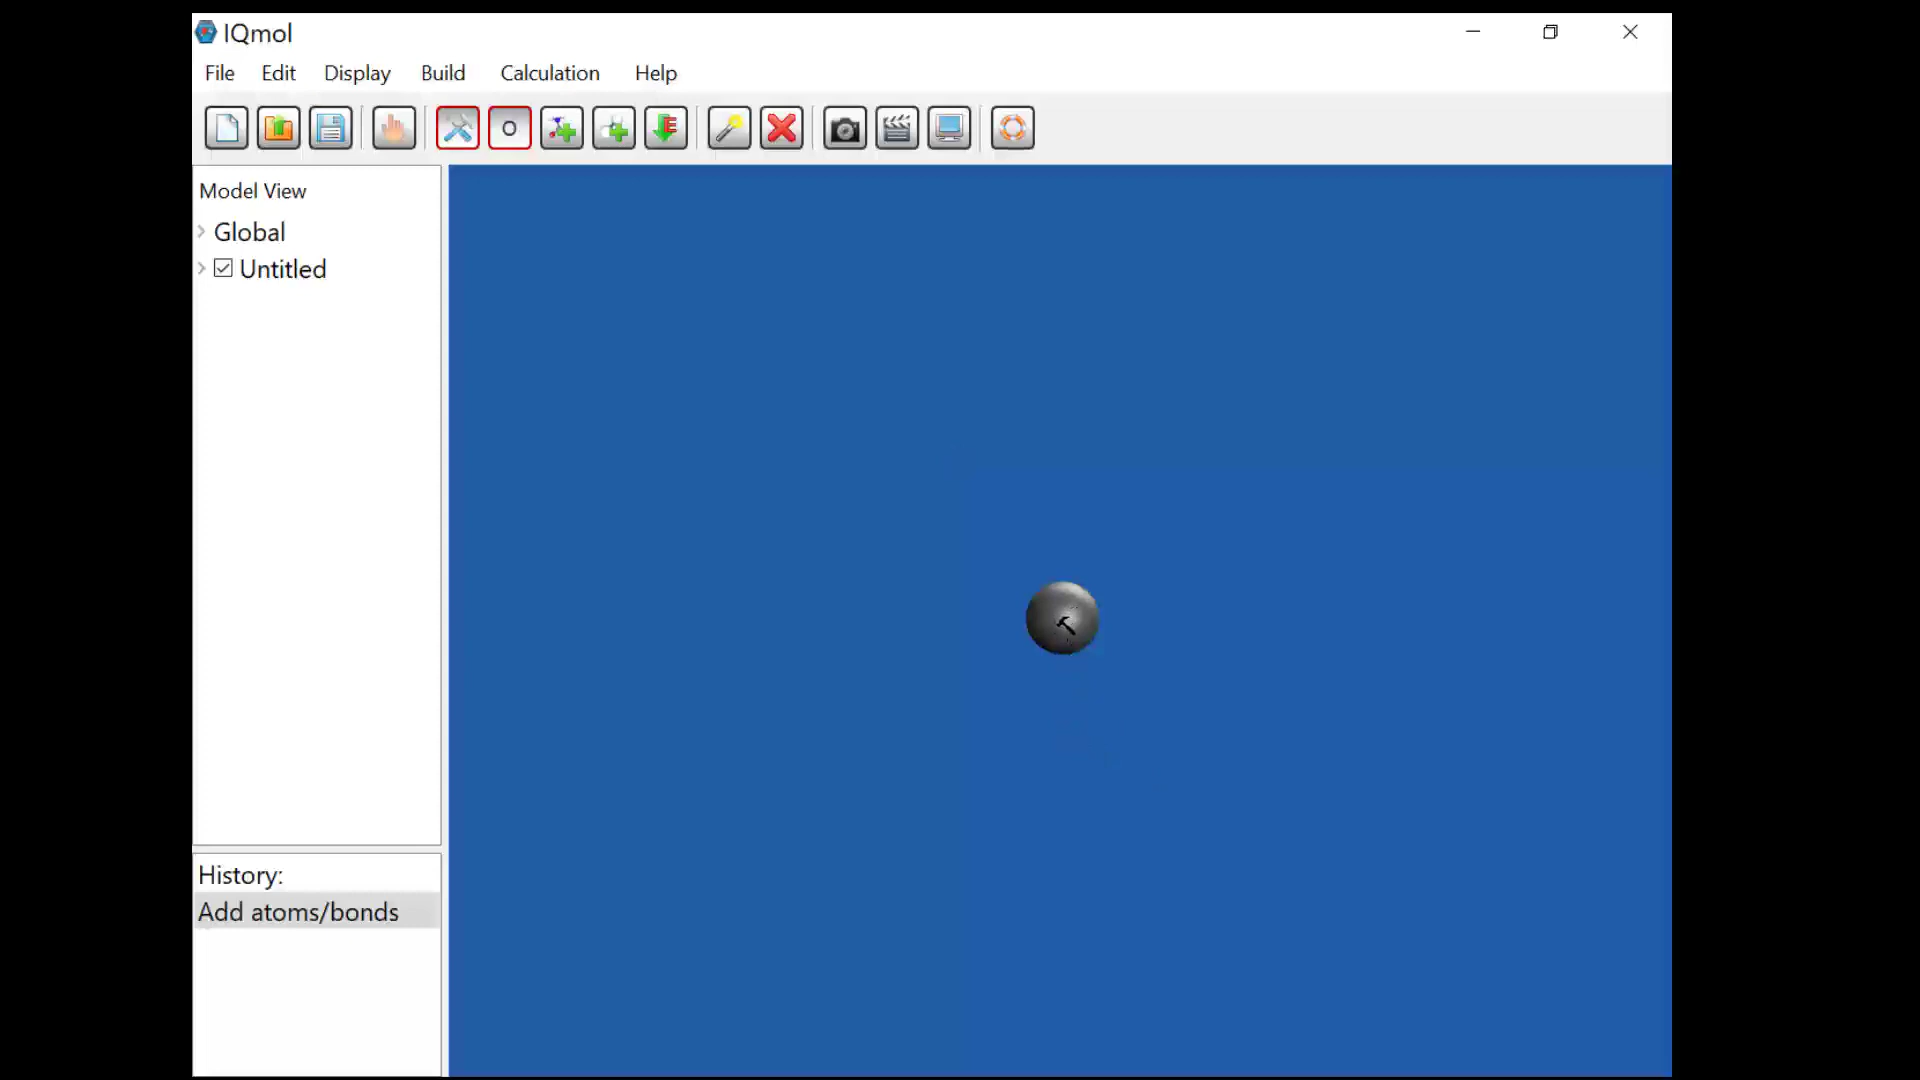 IQmol
File Edit Display Build Calculation Help
O
Model View
Global
Untitled
History:
Add atoms/bonds